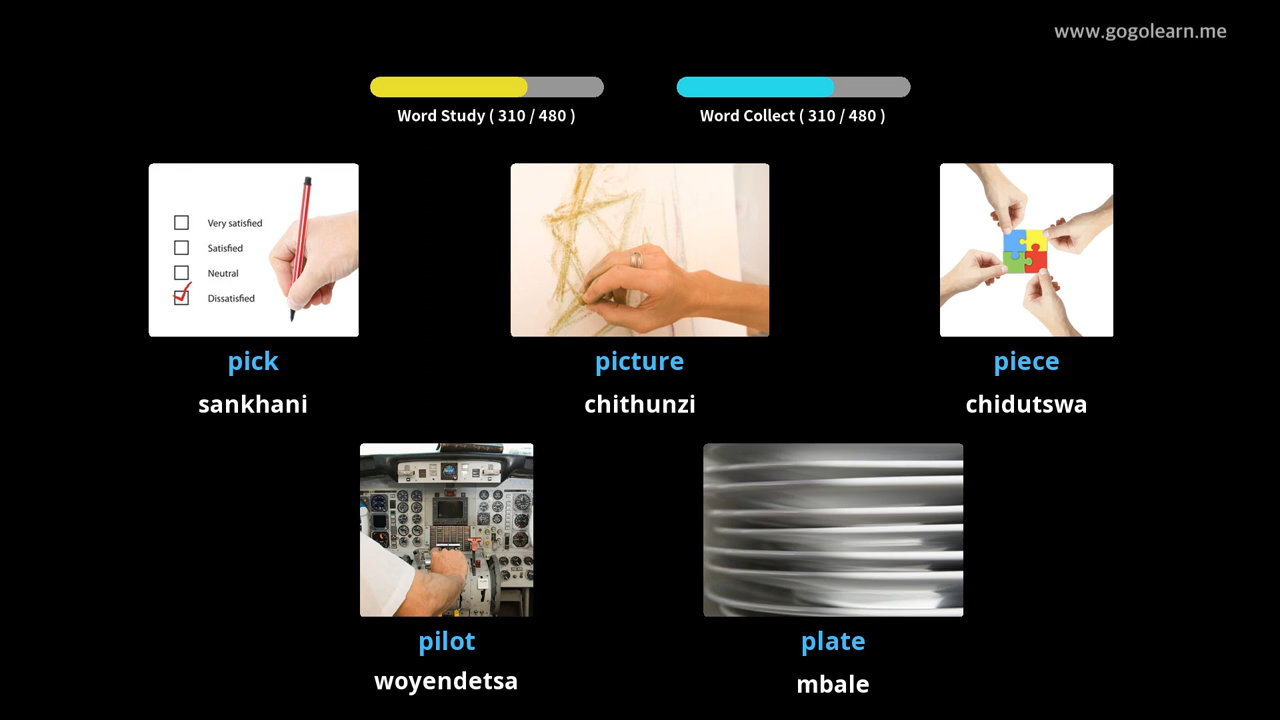 www.gogolearn.me
Word Study ( 310 / 480 )
Word Collect ( 310 / 480 )
Very satisfied
Satisfied
Neutral
Dissatisfied
pick
sankhani
picture
chithunzi
piece
chidutswa
pilot
woyendetsa
plate
mbale